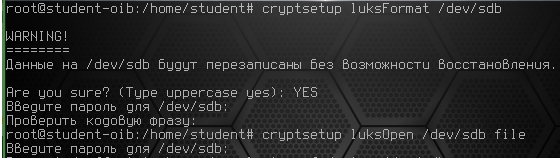 root@student-oib:/home/student# cryptsetup luksFormat /dev/sdb
WARNING!
========
Данные на /dev/sdb будут перезаписаны без возможности восстановления.
Are you sure? (Type uppercase yes): YES
Введите пароль для /dev/sdb:
Проверить кодовую фразу:
root@student-oib:/home/student# cryptsetup luksOpen /dev/sdb file
Введите пароль для /dev/sdb: